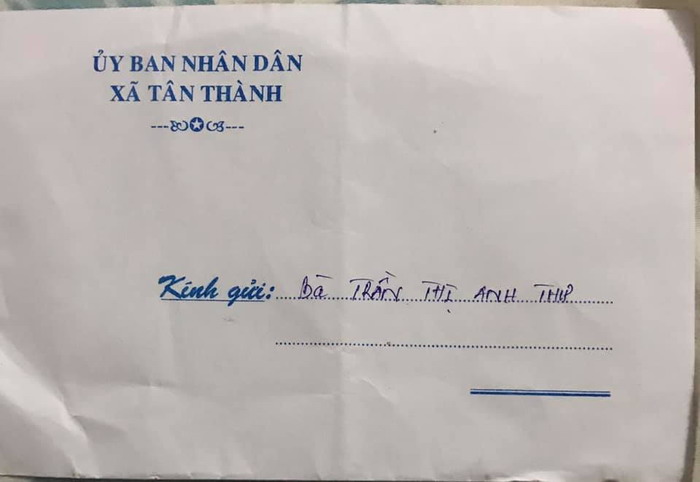 ỦY BAN NHÂN DÂN
XÃ TÂN THÀNH
Kính gửi: Bà TRẦN THỊ ANH THƯ